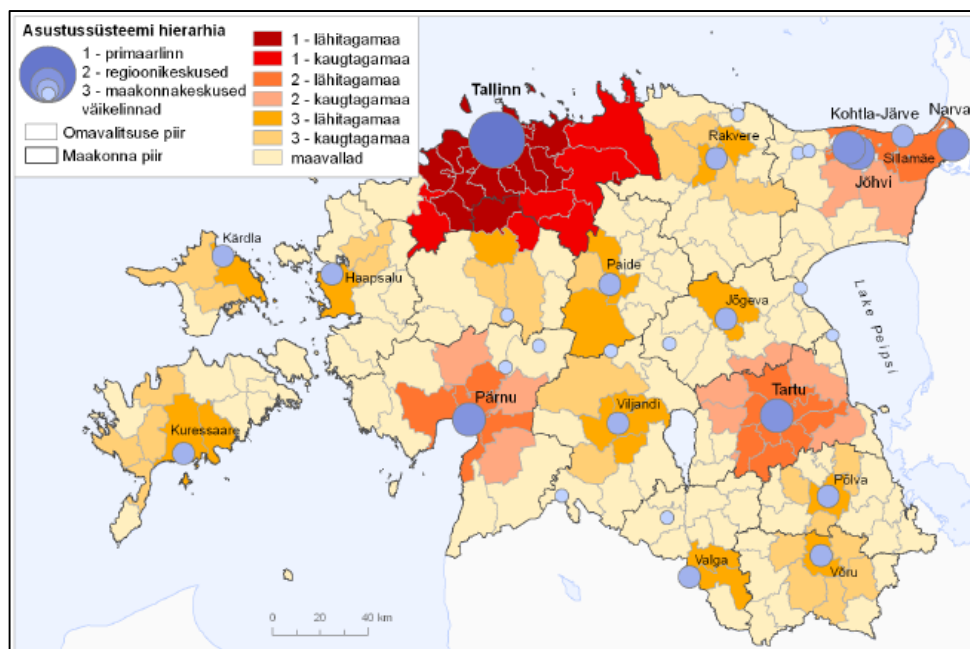 Asustussüsteemi hierarhia
1 - primaarlinn
2 - regioonikeskused
3 - maakonnakeskused
väikelinnad
Omavalitsuse piir
Maakonna piir
1 - lähitagamaa
1 - kaugtagamaa
2 - lähitagamaa
2 - kaugtagamaa
3 - lähitagamaa
3 - kaugtagamaa
maavallad
Tallinn
Kohtla-Järve
Narva
Rakvere
Sillamäe
Jõhvi
Kärdla
Haapsalu
Paide
Jõgeva
Lake Peipsi
Pärnu
Tartu
Viljandi
Kuressaare
Põlva
Valga
Võru
0 20 40 km